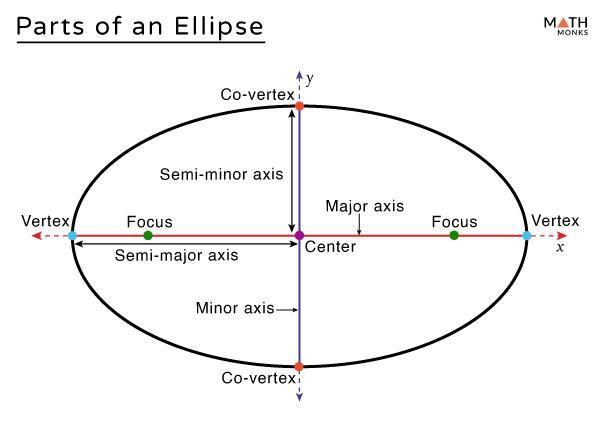 Parts of an Ellipse
MATH
MONKS
y
Co-vertex
Semi-minor axis
Major axis
Vertex
Focus
Focus
Vertex
Center
x
Semi-major axis
Minor axis
Co-vertex